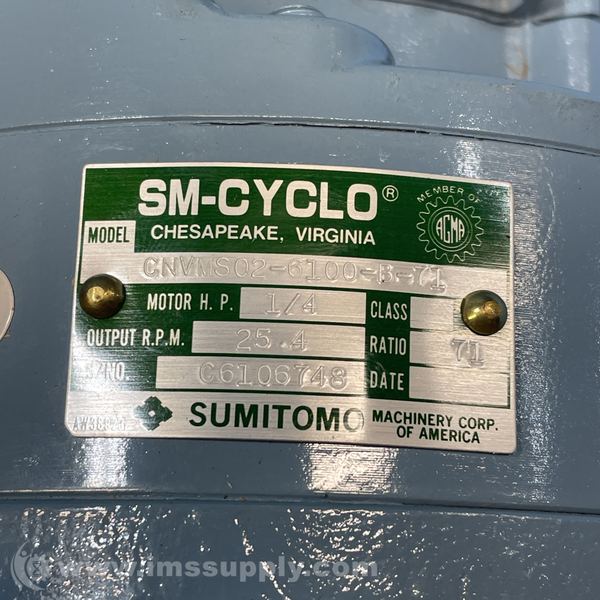 SM-CYCLO®
CHESAPEAKE, VIRGINIA
MEMBER OF
AGMA
MODEL CNVMS02-6100-B-71
MOTOR H. P. 1/4 CLASS
OUTPUT R.P.M. 25.4 RATIO 71
S/NO. C6106748 DATE
SUMITOMO MACHINERY CORP.
OF AMERICA
www.imssupply.com